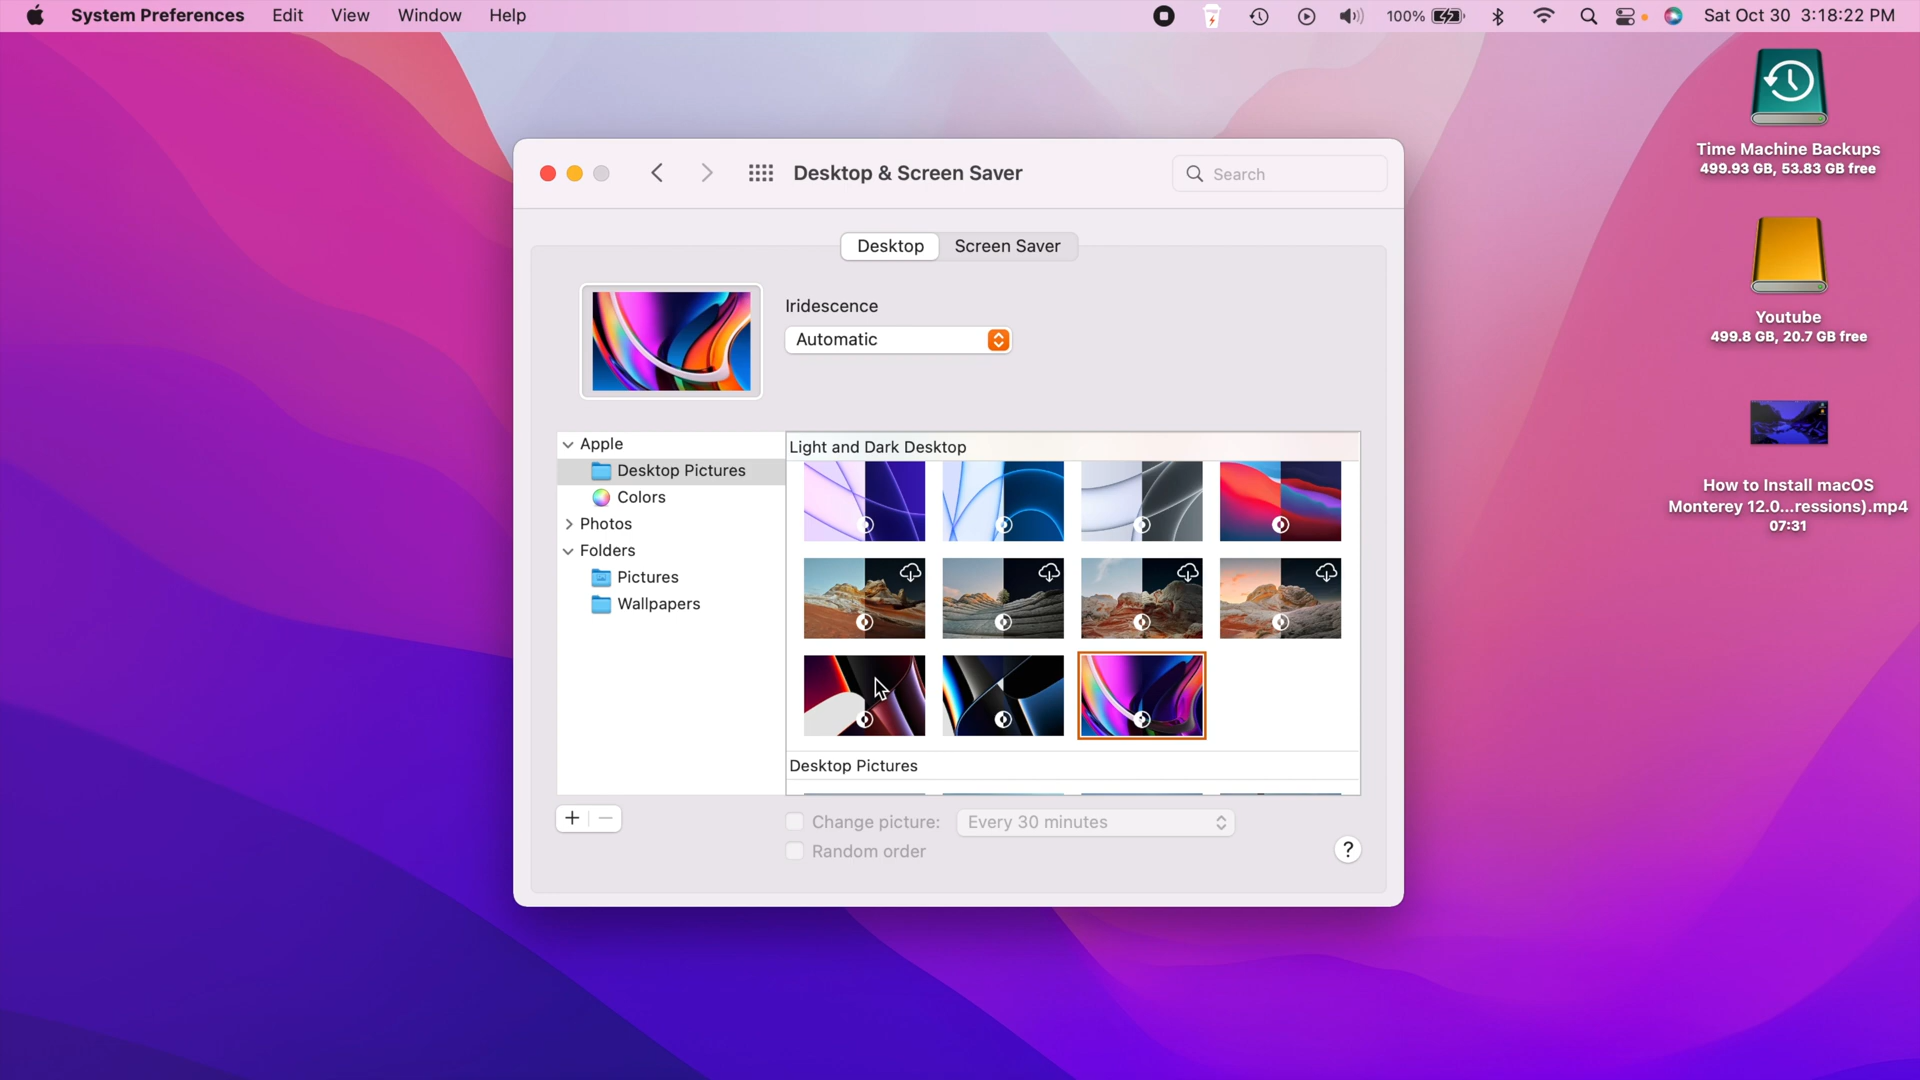 System Preferences Edit View Window Help 100% Sat Oct 30 3:18:22 PM
Time Machine Backups
499.93 GB, 53.83 GB free
Youtube
499.8 GB, 20.7 GB free
How to Install macOS
Monterey 12.0...ressions).mp4
07:31
Desktop & Screen Saver Search
Desktop Screen Saver
Iridescence
Automatic
Apple
Desktop Pictures
Colors
Photos
Folders
Pictures
Wallpapers
Light and Dark Desktop
Desktop Pictures
+ −
Change picture: Every 30 minutes
Random order
?